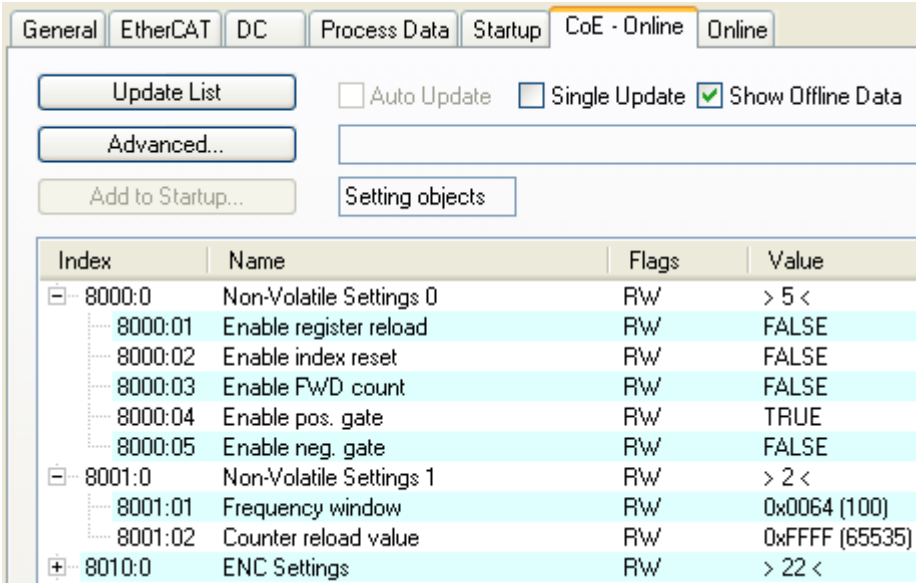 General EtherCAT DC Process Data Startup CoE - Online Online
Update List Auto Update Single Update Show Offline Data
Advanced...
Add to Startup... Setting objects
Index Name Flags Value
8000:0 Non-Volatile Settings 0 RW > 5 <
8000:01 Enable register reload RW FALSE
8000:02 Enable index reset RW FALSE
8000:03 Enable FWD count RW FALSE
8000:04 Enable pos. gate RW TRUE
8000:05 Enable neg. gate RW FALSE
8001:0 Non-Volatile Settings 1 RW > 2 <
8001:01 Frequency window RW 0x0064 (100)
8001:02 Counter reload value RW 0xFFFF (65535)
8010:0 ENC Settings RW > 22 <